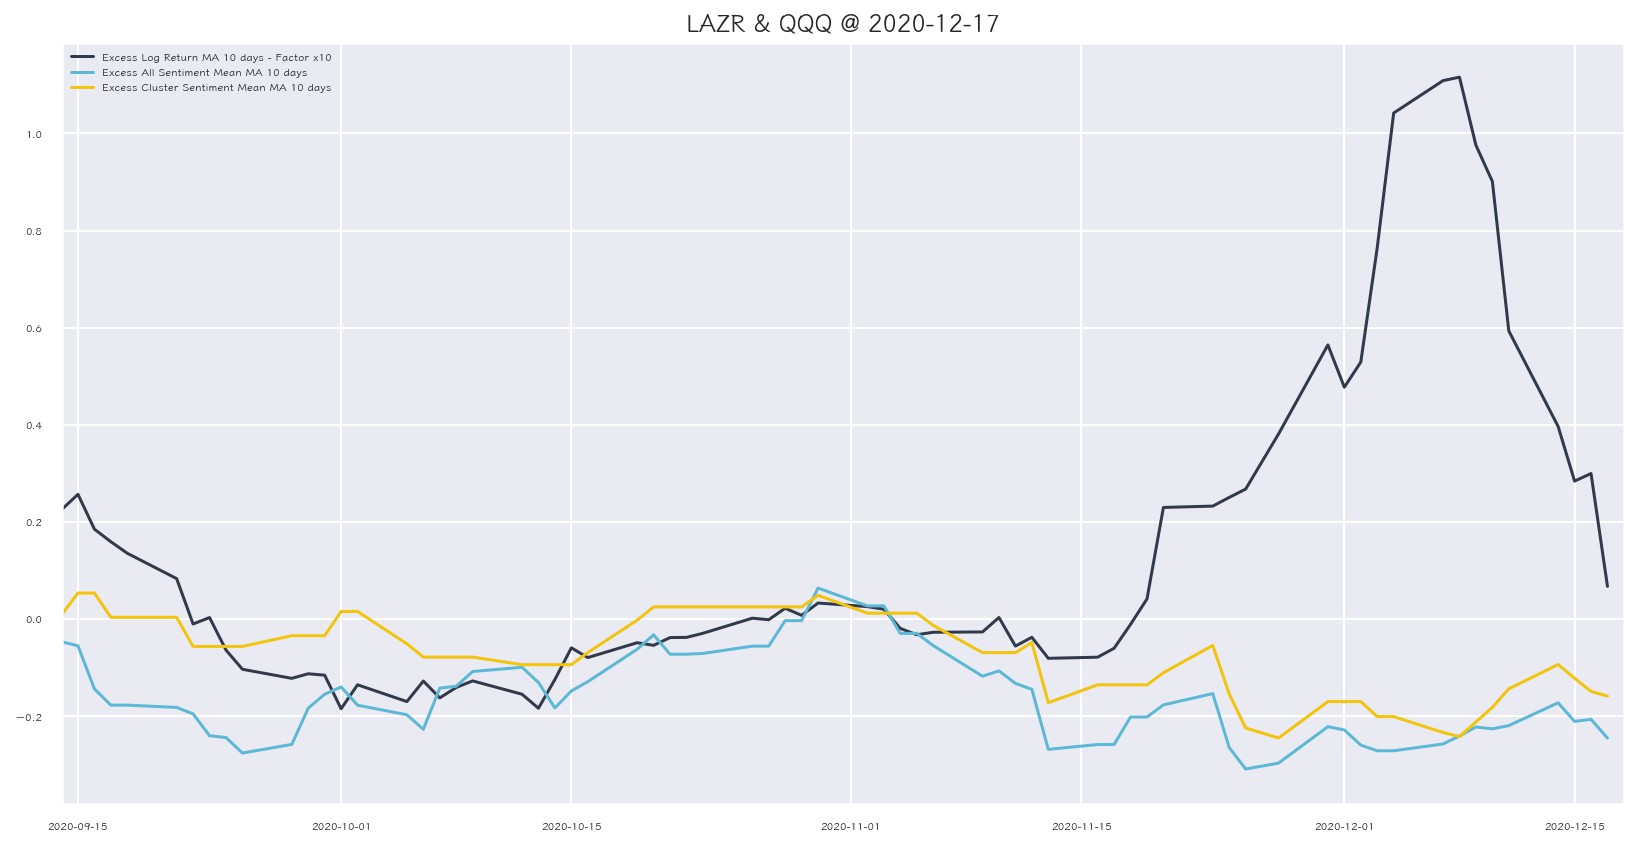 LAZR & QQQ @ 2020-12-17
Excess Log Return MA 10 days - Factor x10
Excess All Sentiment Mean MA 10 days
Excess Cluster Sentiment Mean MA 10 days
1.0
0.8
0.6
0.4
0.2
0.0
−0.2
2020-09-15 2020-10-01 2020-10-15 2020-11-01 2020-11-15 2020-12-01 2020-12-15